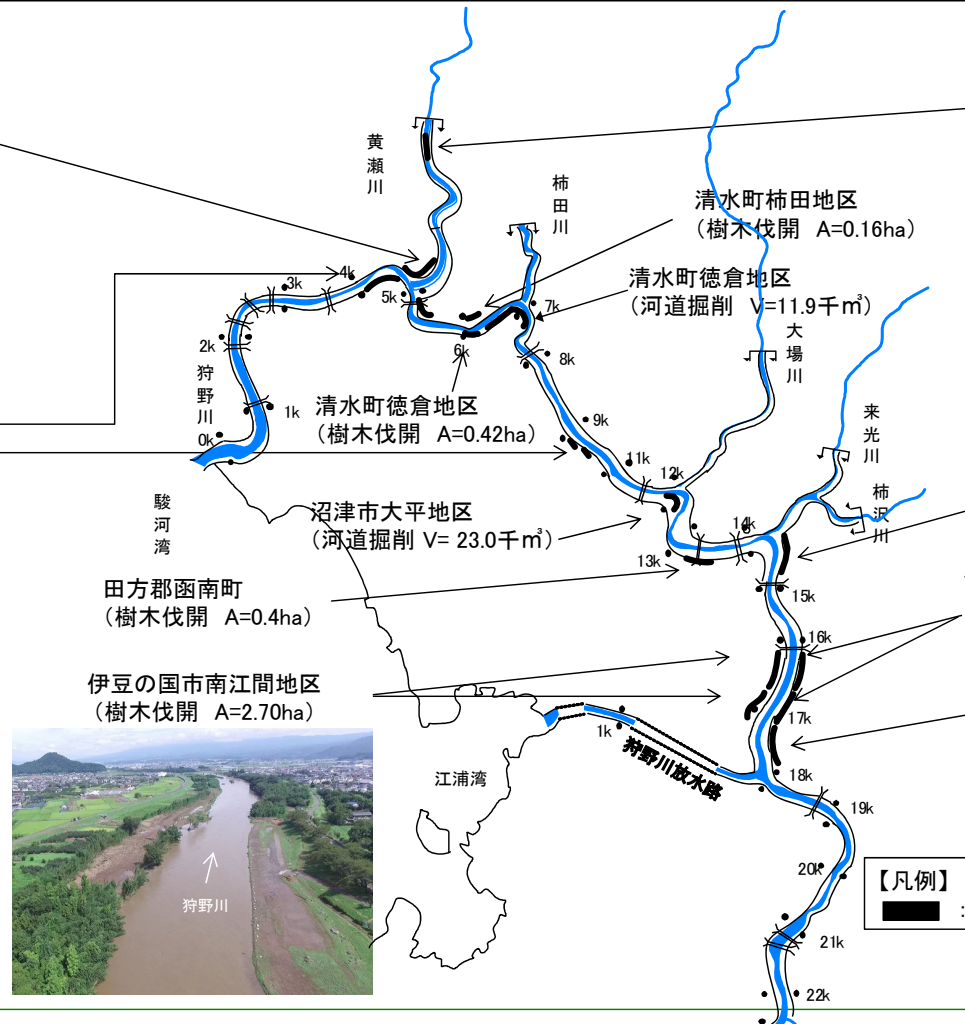 黄瀬川
柿田川
清水町柿田地区
（樹木伐開　A=0.16ha）
清水町徳倉地区
（河道掘削　V=11.9千㎥）
大場川
4k
3k
5k
7k
6k
8k
2k
狩野川
1k
0k
清水町徳倉地区
（樹木伐開　A=0.42ha）
9k
来光川
11k
12k
柿沢川
駿河湾
沼津市大平地区
（河道掘削 V= 23.0千㎥）
14k
13k
田方郡函南町
（樹木伐開　A=0.4ha）
15k
16k
伊豆の国市南江間地区
（樹木伐開　A=2.70ha）
17k
1k
狩野川放水路
江浦湾
18k
19k
20k
【凡例】
：
狩野川
21k
22k